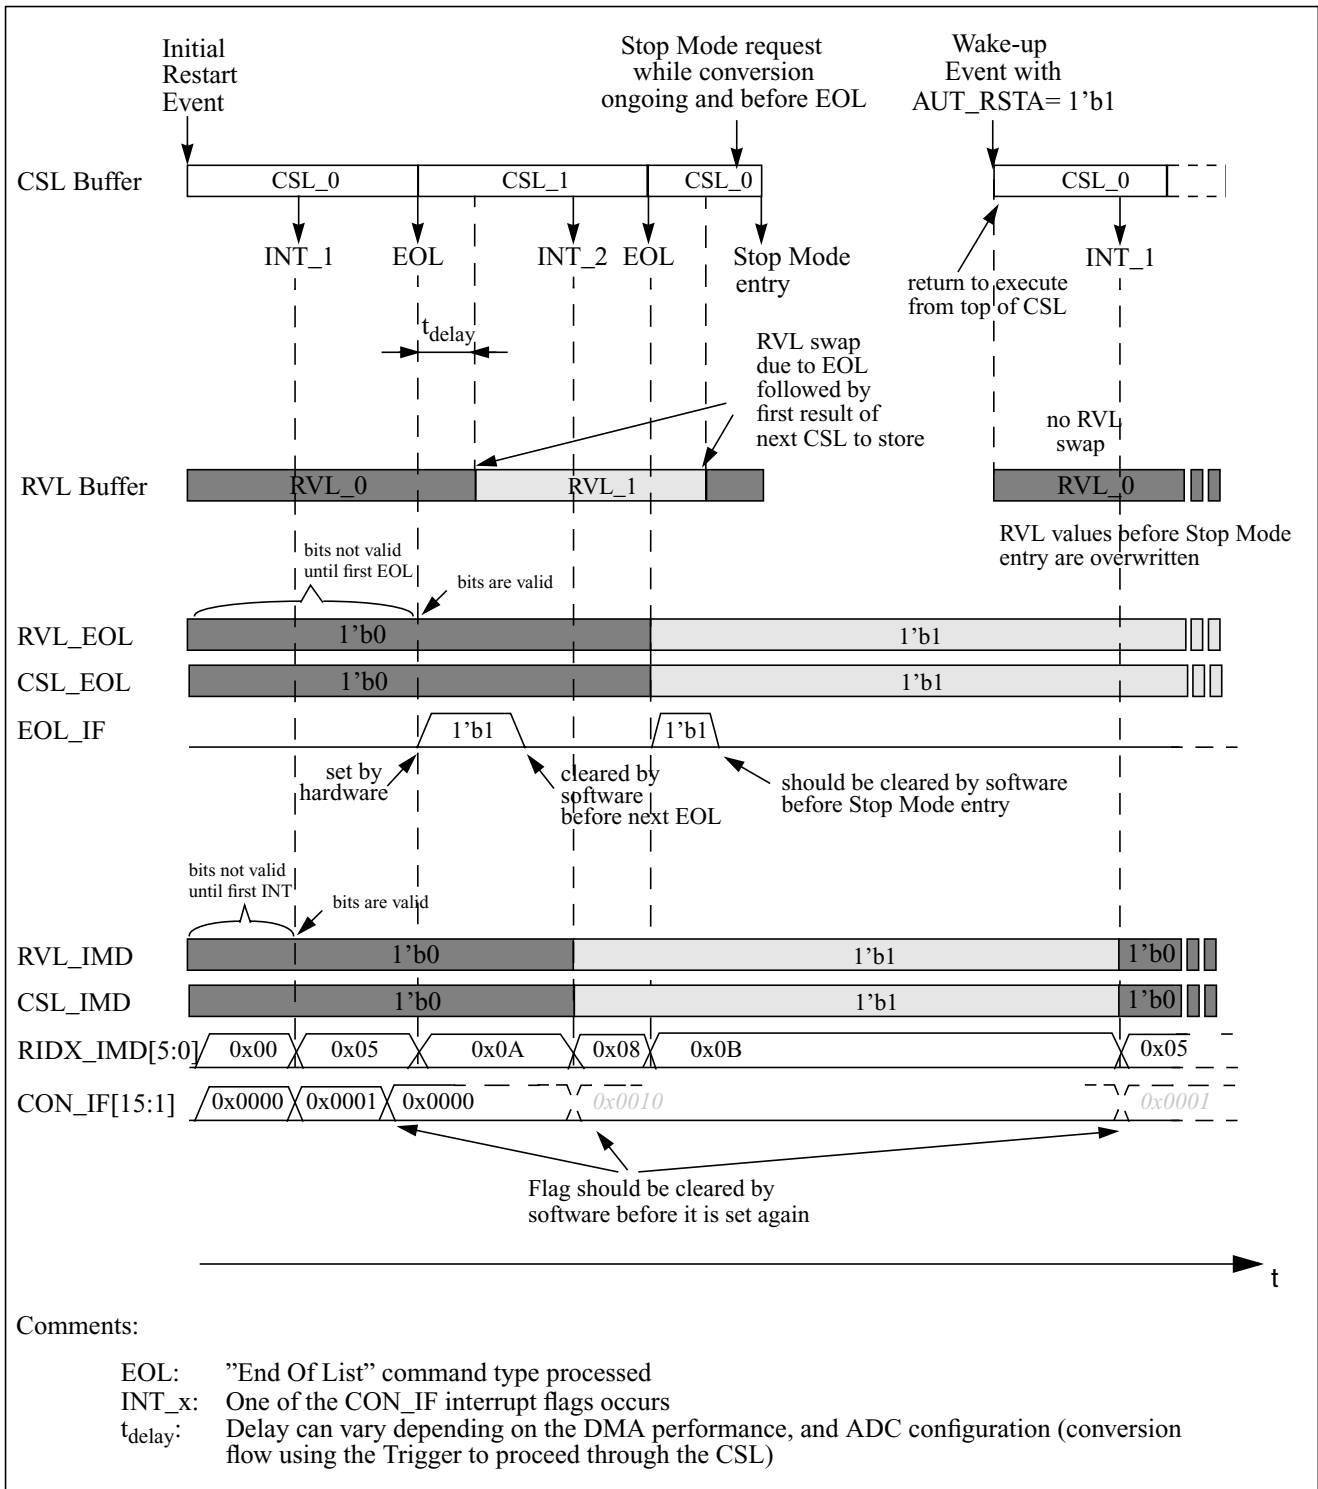 Initial
Restart
Event
Stop Mode request
while conversion
ongoing and before EOL
Wake-up
Event with
AUT_RSTA= 1’b1
CSL Buffer
CSL_0
CSL_1
CSL_0
CSL_0
INT_1
EOL
INT_2
EOL
Stop Mode
entry
INT_1
return to execute
from top of CSL
tdelay
RVL swap
due to EOL
followed by
first result of
next CSL to store
no RVL
swap
RVL Buffer
RVL_0
RVL_1
RVL_0
RVL values before Stop Mode
entry are overwritten
bits not valid
until first EOL
bits are valid
RVL_EOL
1’b0
1’b1
CSL_EOL
1’b0
1’b1
EOL_IF
1’b1
1’b1
set by
hardware
cleared by
software
before next EOL
should be cleared by software
before Stop Mode entry
bits not valid
until first INT
bits are valid
RVL_IMD
1’b0
1’b1
1’b0
CSL_IMD
1’b0
1’b1
1’b0
RIDX_IMD[5:0]
0x00
0x05
0x0A
0x08
0x0B
0x05
CON_IF[15:1]
0x0000
0x0001
0x0000
0x0010
0x0001
Flag should be cleared by
software before it is set again
t
Comments:
EOL: ”End Of List” command type processed
INT_x: One of the CON_IF interrupt flags occurs
tdelay: Delay can vary depending on the DMA performance, and ADC configuration (conversion
flow using the Trigger to proceed through the CSL)